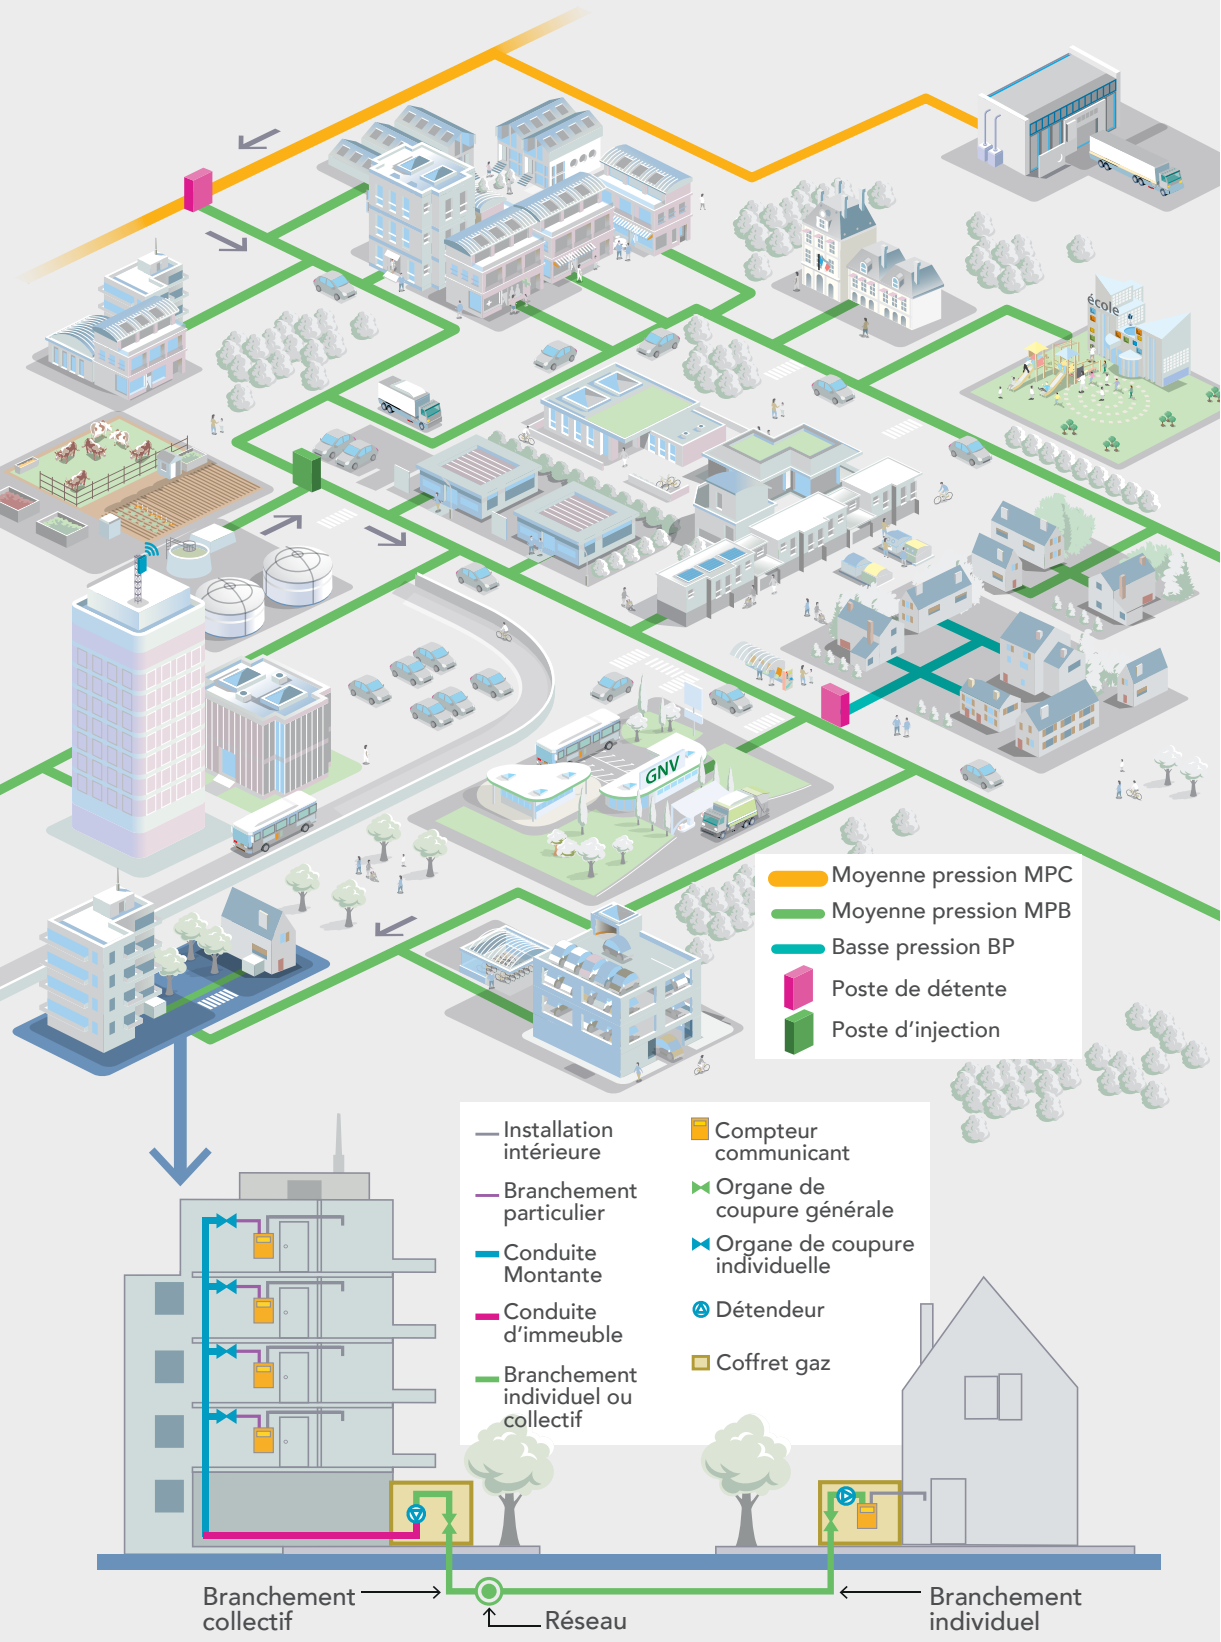 école
GNV
Moyenne pression MPC
Moyenne pression MPB
Basse pression BP
Poste de détente
Poste d'injection
Installation
intérieure
Branchement
particulier
Conduite
Montante
Conduite
d'immeuble
Branchement
individuel ou
collectif
Compteur
communicant
Organe de
coupure générale
Organe de coupure
individuelle
Détendeur
Coffret gaz
Branchement
collectif
Réseau
Branchement
individuel